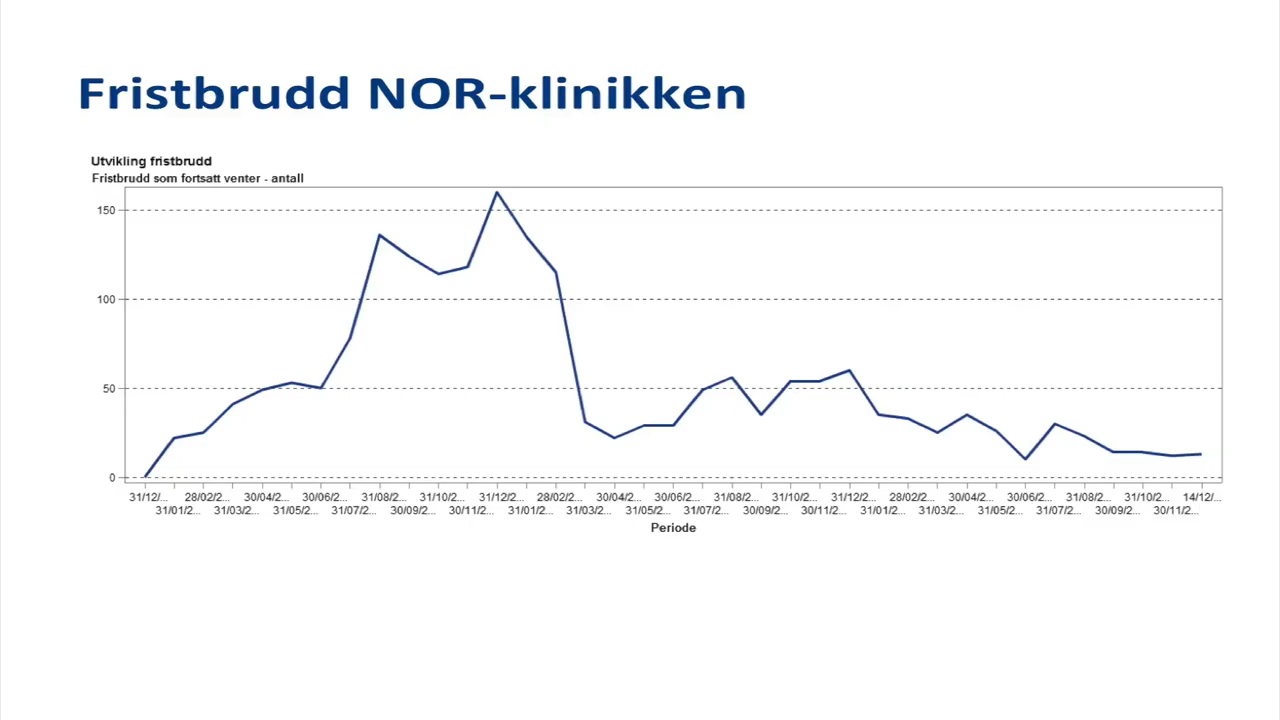 Fristbrudd NOR-klinikken
Utvikling fristbrudd
Fristbrudd som fortsatt venter - antall
150
100
50
0
31/12/... 28/02/2... 30/04/2... 30/06/2... 31/08/2... 31/10/2... 31/12/2... 28/02/2... 30/04/2... 30/06/2... 31/08/2... 31/10/2... 31/12/2... 28/02/2... 30/04/2... 30/06/2... 31/08/2... 31/10/2... 14/12/...
31/01/2... 31/03/2... 31/05/2... 31/07/2... 30/09/2... 30/11/2... 31/01/2... 31/03/2... 31/05/2... 31/07/2... 30/09/2... 30/11/2... 31/01/2... 31/03/2... 31/05/2... 31/07/2... 30/09/2... 30/11/2...
Periode